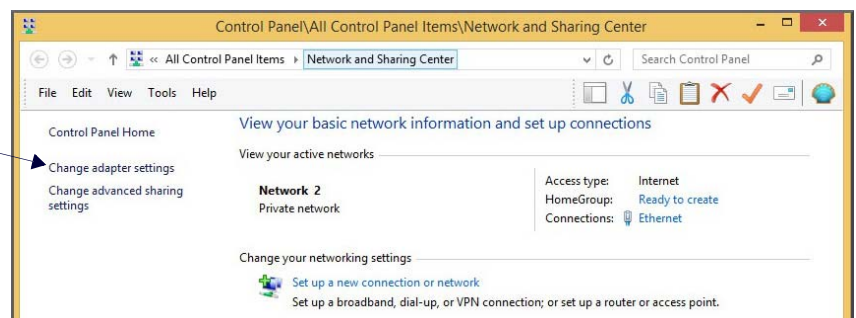 Control Panel\All Control Panel Items\Network and Sharing Center
« All Control Panel Items Network and Sharing Center
Search Control Panel
File Edit View Tools Help
Control Panel Home
Change adapter settings
Change advanced sharing
settings
View your basic network information and set up connections
View your active networks
Network 2
Private network
Access type: Internet
HomeGroup: Ready to create
Connections: Ethernet
Change your networking settings
Set up a new connection or network
Set up a broadband, dial-up, or VPN connection; or set up a router or access point.